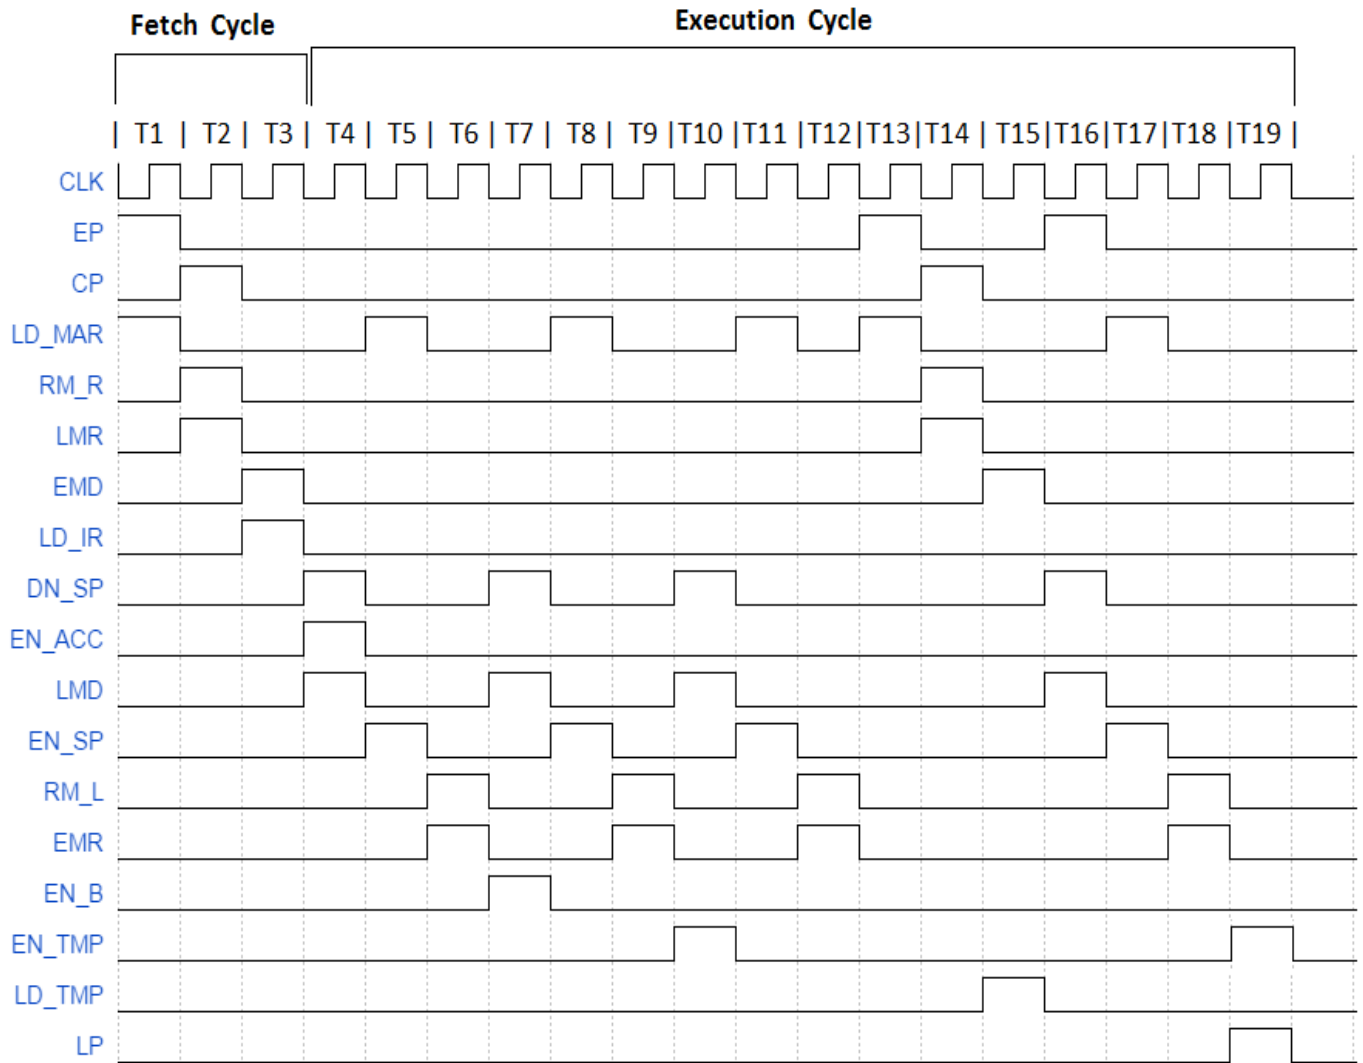 Fetch Cycle
Execution Cycle
| T1 | T2 | T3 | T4 | T5 | T6 | T7 | T8 | T9 |T10 |T11 |T12 |T13|T14 |T15|T16|T17|T18 |T19 |
CLK
EP
CP
LD_MAR
RM_R
LMR
EMD
LD_IR
DN_SP
EN_ACC
LMD
EN_SP
RM_L
EMR
EN_B
EN_TMP
LD_TMP
LP